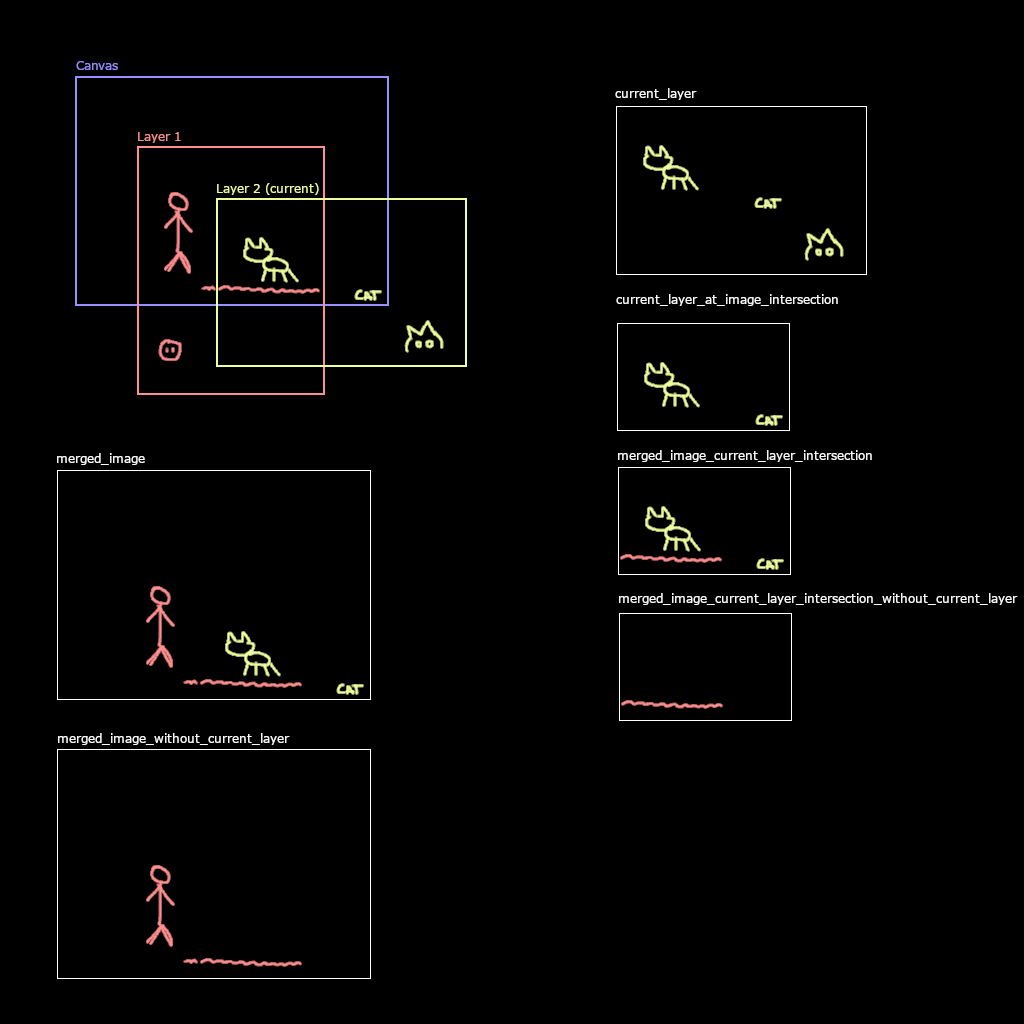 Canvas
Layer 1
Layer 2 (current)
CAT
merged_image
CAT
merged_image_without_current_layer
current_layer
CAT
current_layer_at_image_intersection
CAT
merged_image_current_layer_intersection
CAT
merged_image_current_layer_intersection_without_current_layer